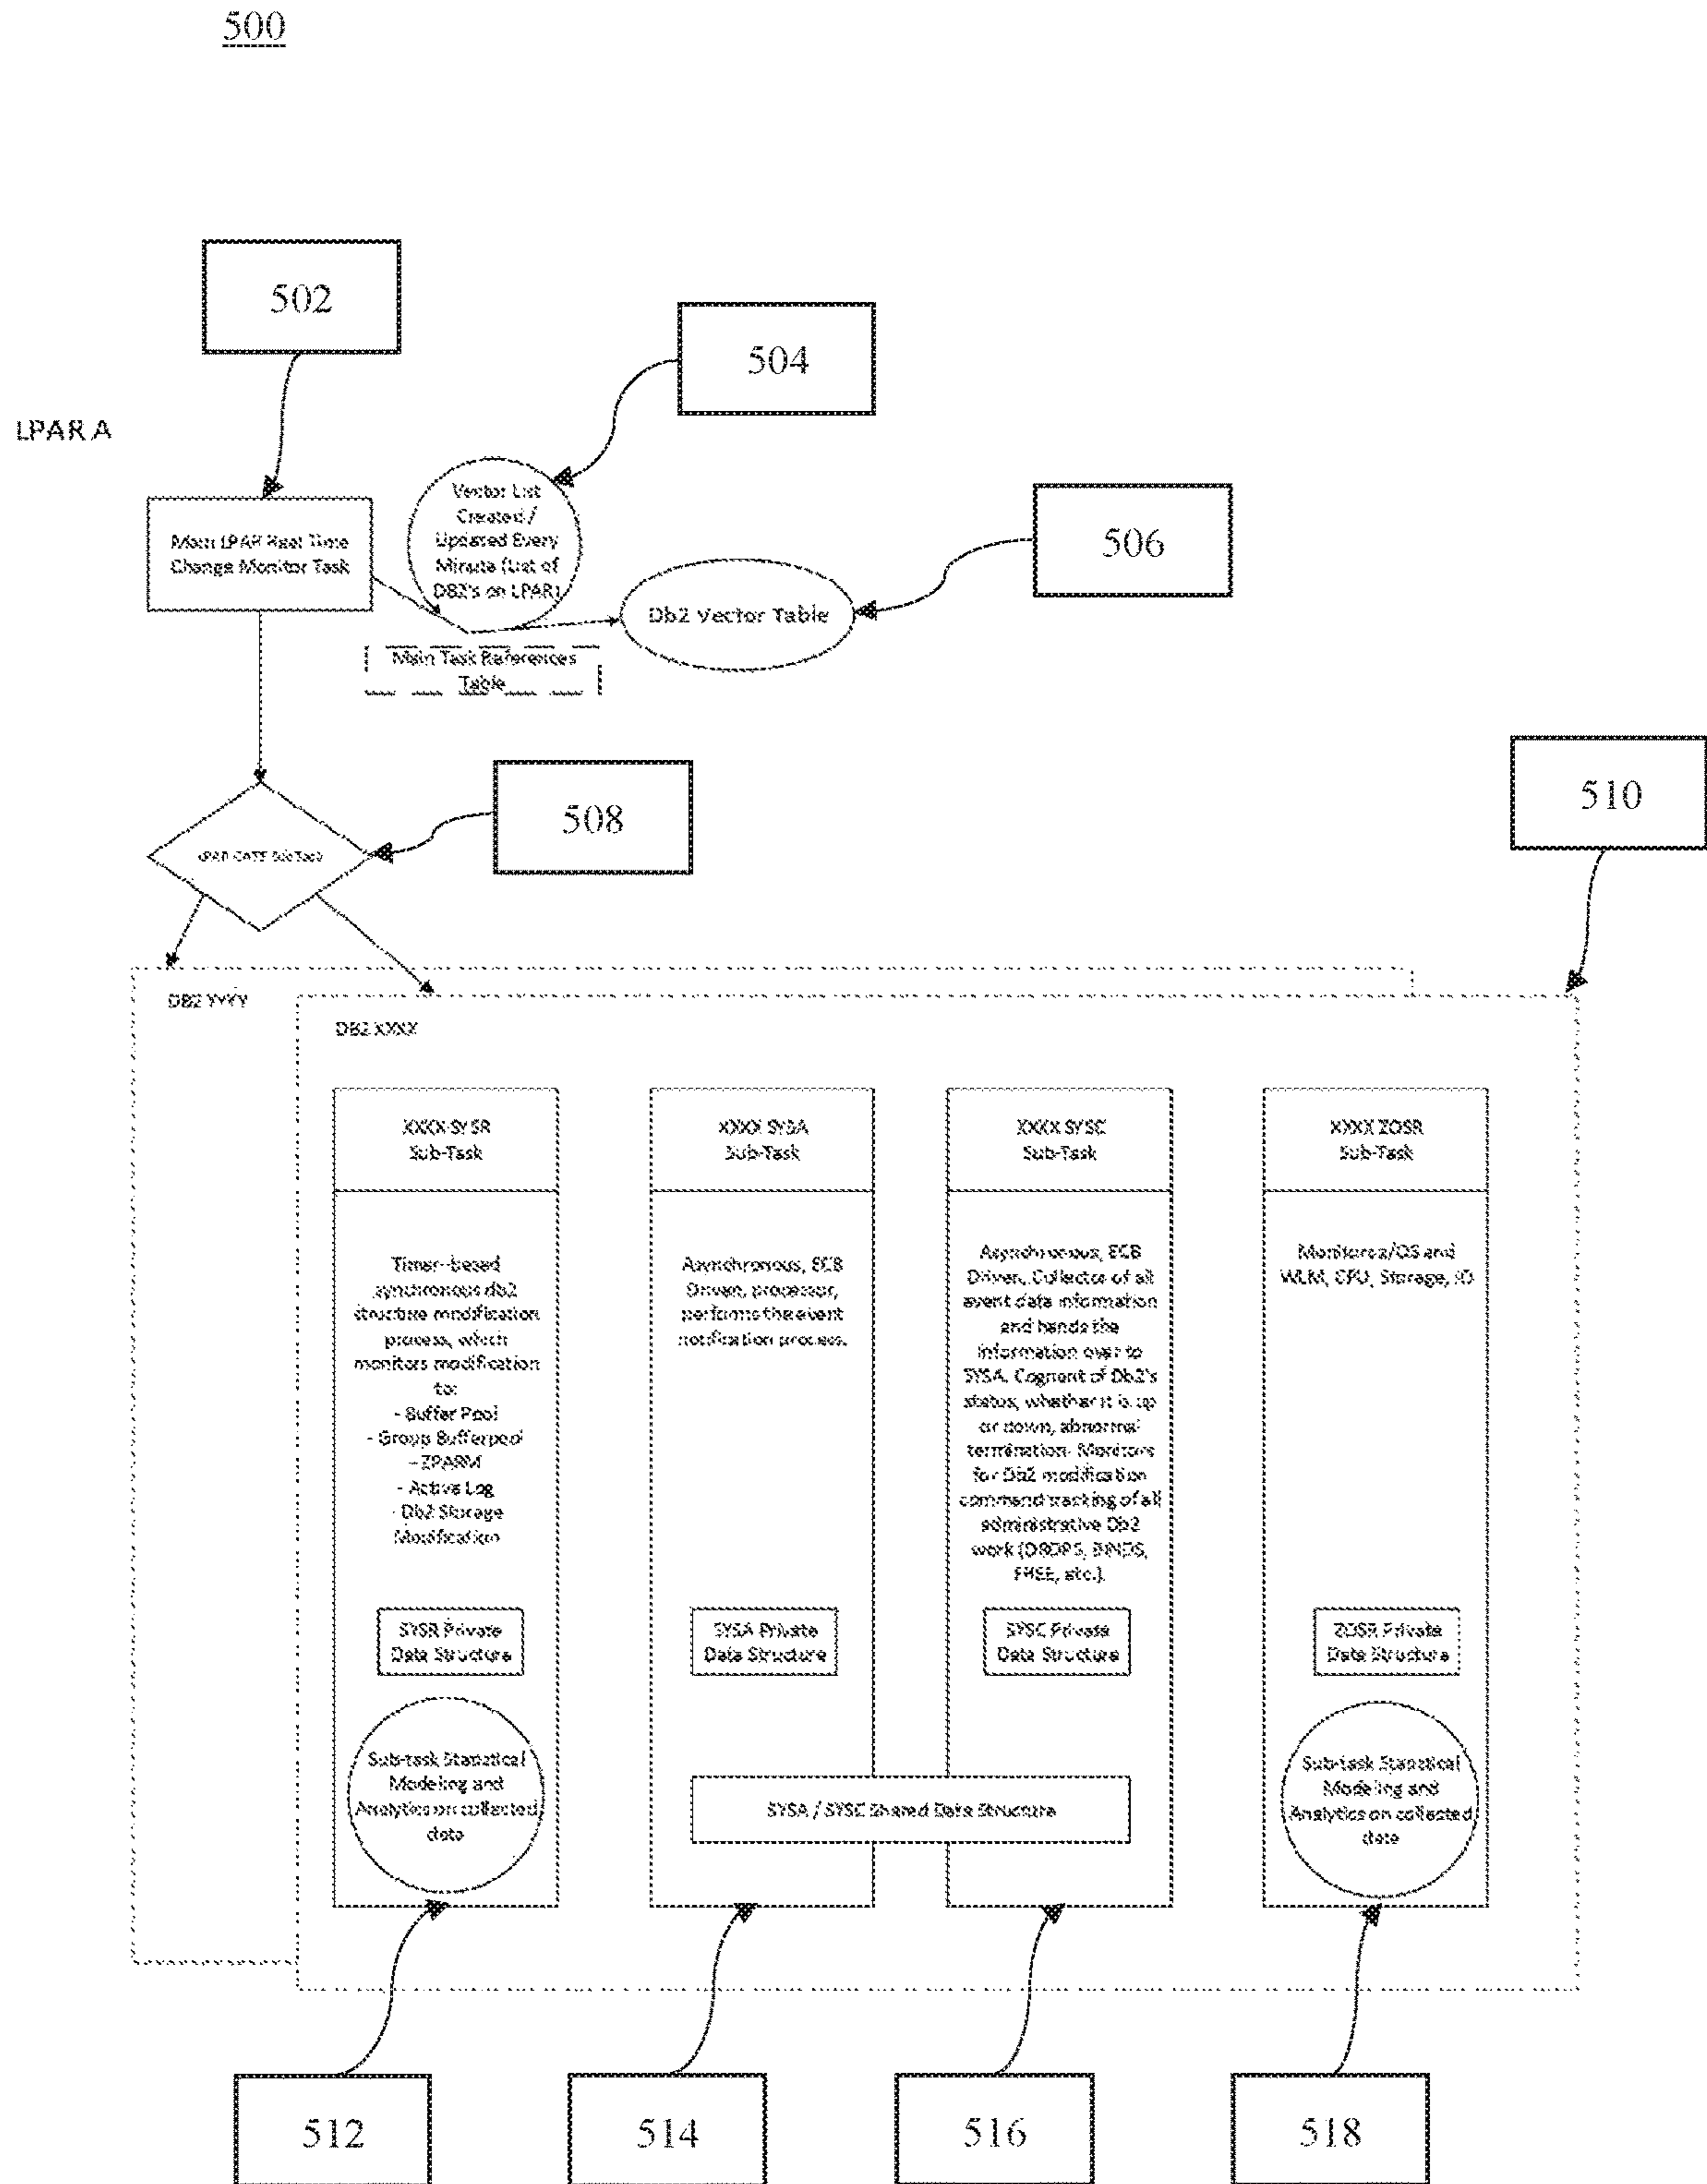 500
502
504
LPAR A
Vector List
Created /
Updated Every
Minute (List of
DB2's on LPAR)
506
Main LPAR Real Time
Change Monitor Task
Db2 Vector Table
Main Task References
Table
508
510
LPAR GATE SubTask
DB2 YYYY
DB2 XXXX
XXXX SYSR
Sub-Task
Timer-based
synchronous db2
structure modification
process, which
monitors modification
to:
- Buffer Pool
- Group Bufferpool
- ZPARM
- Active Log
- Db2 Storage
Modification
SYSR Private
Data Structure
Sub-task Statistical
Modeling and
Analytics on collected
data
XXXX SYSA
Sub-Task
Asynchronous, ECB
Driven, processor,
performs the event
notification process.
SYSA Private
Data Structure
XXXX SYSC
Sub-Task
Asynchronous, ECB
Driven, Collector of all
event data information
and hands the
information over to
SYSA. Cognent of Db2's
status, whether it is up
or down, abnormal
termination. Monitors
for Db2 modification
command tracking of all
administrative Db2
work (DROPS, BINDS,
FREE, etc.)
SYSC Private
Data Structure
SYSA / SYSC Shared Data Structure
XXXX ZOSR
Sub-Task
Monitors z/OS and
WLM, CPU, Storage, IO
ZOSR Private
Data Structure
Sub-task Statistical
Modeling and
Analytics on collected
data
512
514
516
518